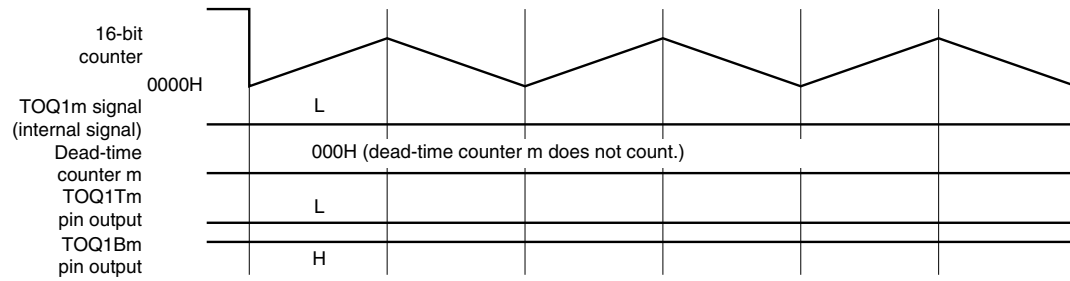 16-bit
counter
0000H
TOQ1m signal
(internal signal)
L
Dead-time
counter m
000H (dead-time counter m does not count.)
TOQ1Tm
pin output
L
TOQ1Bm
pin output
H